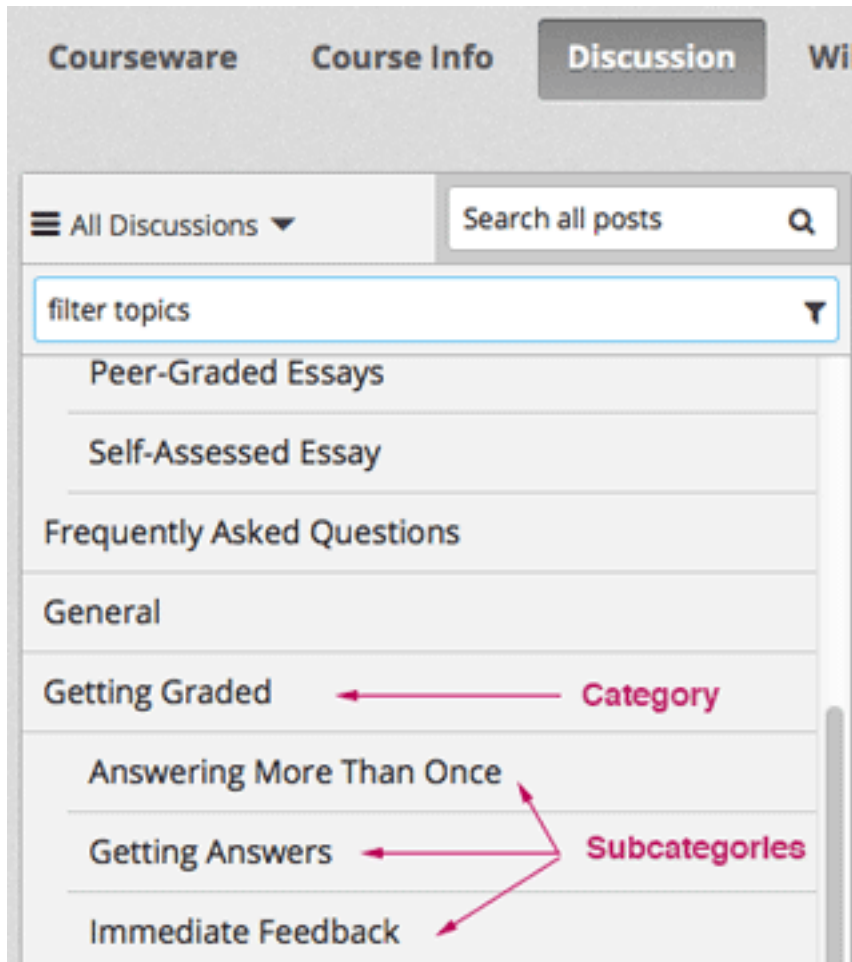 Courseware Course Info Discussion Wi
All Discussions Search all posts
filter topics
Peer-Graded Essays
Self-Assessed Essay
Frequently Asked Questions
General
Getting Graded Category
Answering More Than Once
Getting Answers Subcategories
Immediate Feedback